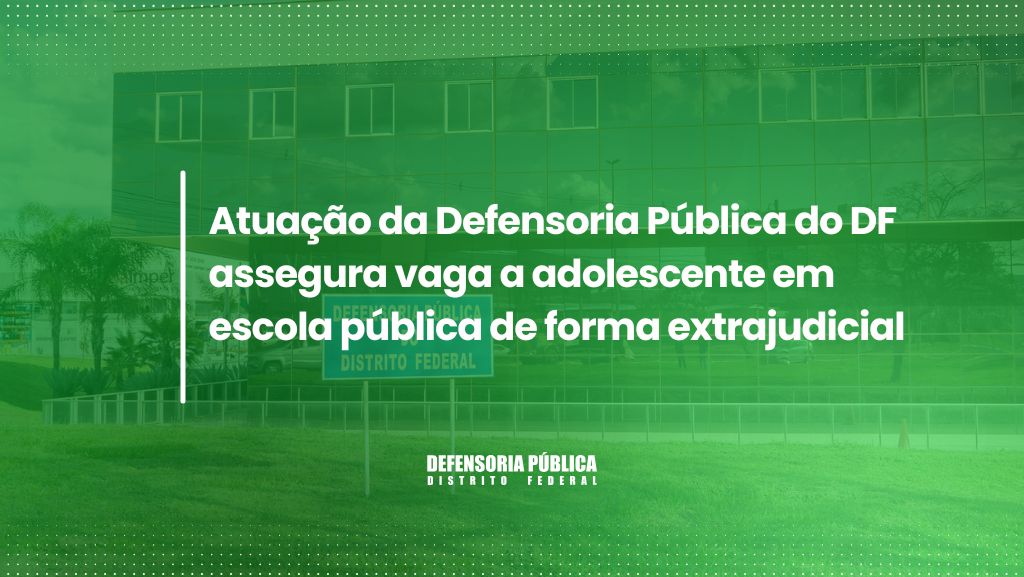 Atuação da Defensoria Pública do DF
assegura vaga a adolescente em
escola pública de forma extrajudicial
DEFENSORIA PÚBLICA
DO
DISTRITO FEDERAL
DEFENSORIA PÚBLICA
DISTRITO FEDERAL